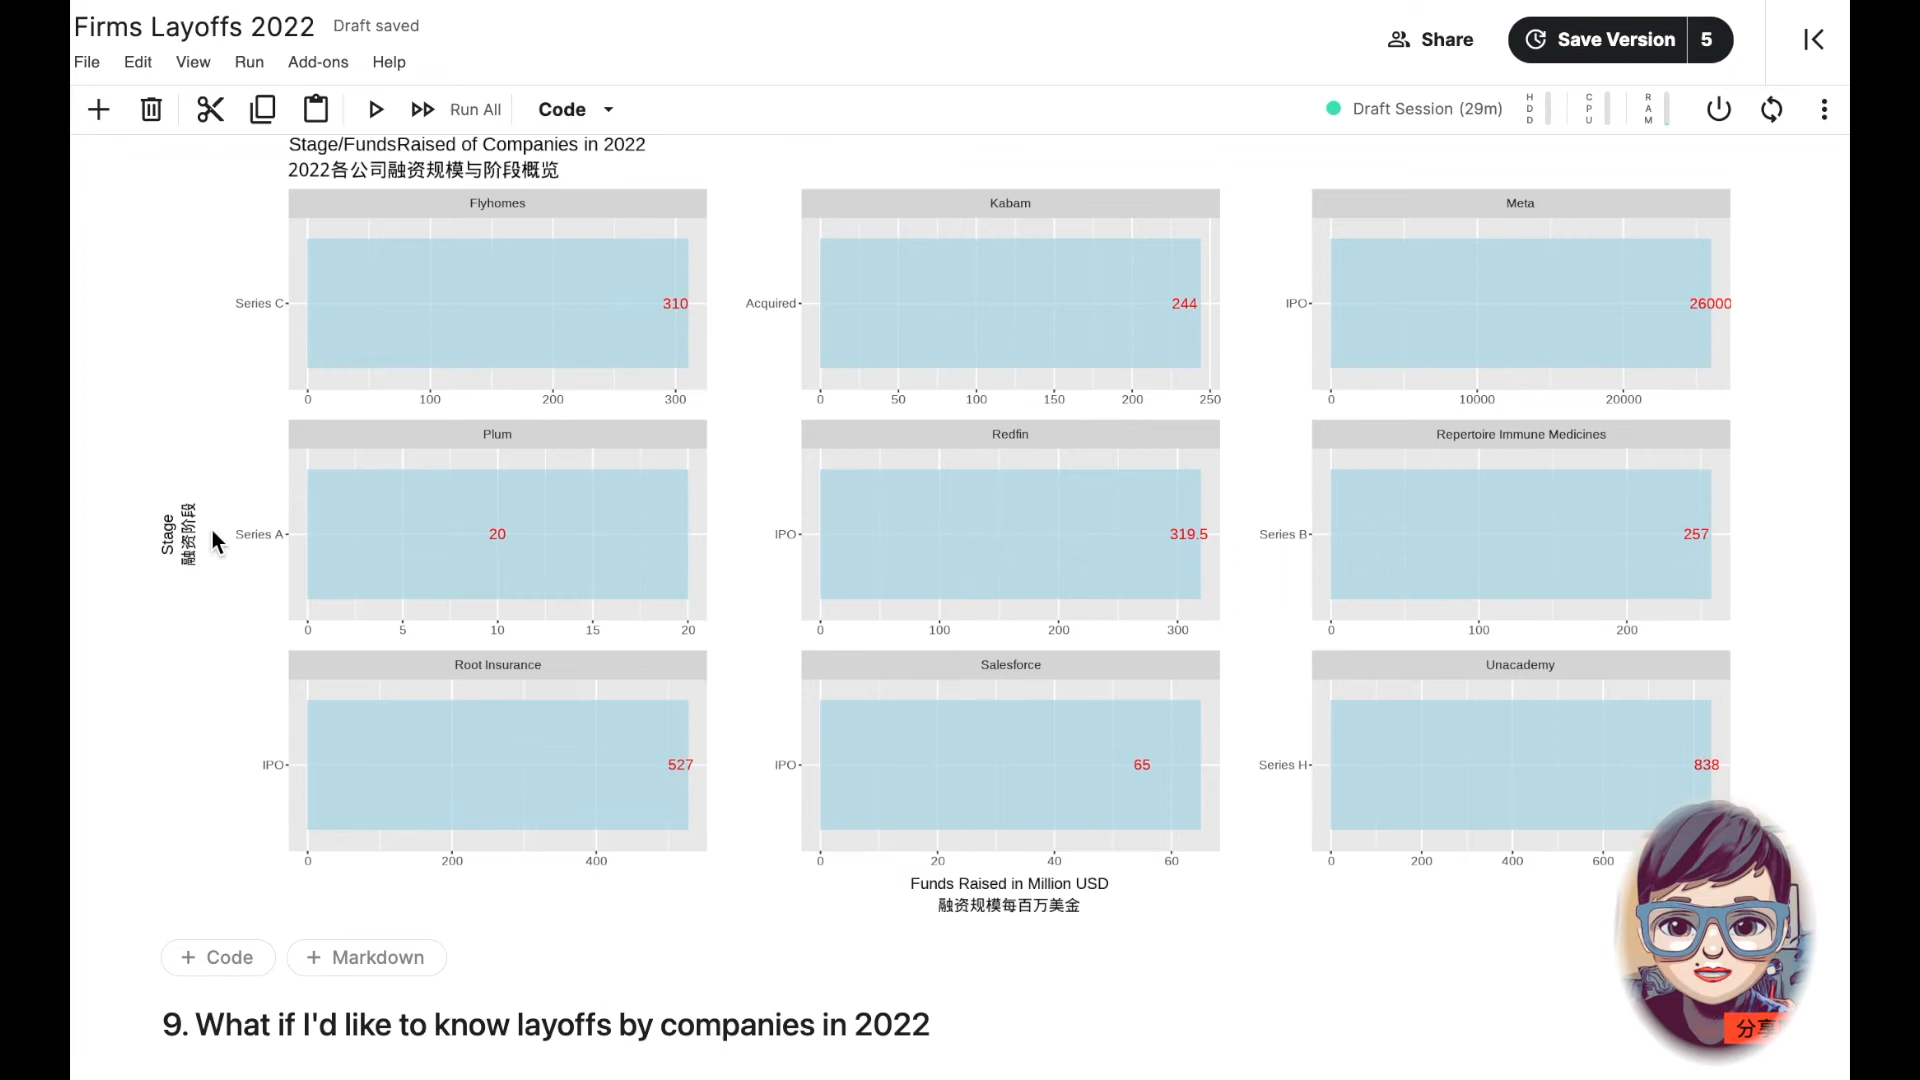 Firms Layoffs 2022 Draft saved
File Edit View Run Add-ons Help
Share
Save Version 5
Run All
Code
Draft Session (29m)
HDD
CPU
RAM
Stage/FundsRaised of Companies in 2022
2022各公司融资规模与阶段概览
Flyhomes
Series C
310
0 100 200 300
Kabam
Acquired
244
0 50 100 150 200 250
Meta
IPO
26000
0 10000 20000
Stage
融资阶段
Plum
Series A
20
0 5 10 15 20
Redfin
IPO
319.5
0 100 200 300
Repertoire Immune Medicines
Series B
257
0 100 200
Root Insurance
IPO
527
0 200 400
Salesforce
IPO
65
0 20 40 60
Unacademy
Series H
838
0 200 400 600
Funds Raised in Million USD
融资规模每百万美金
+ Code
+ Markdown
9. What if I'd like to know layoffs by companies in 2022
分享